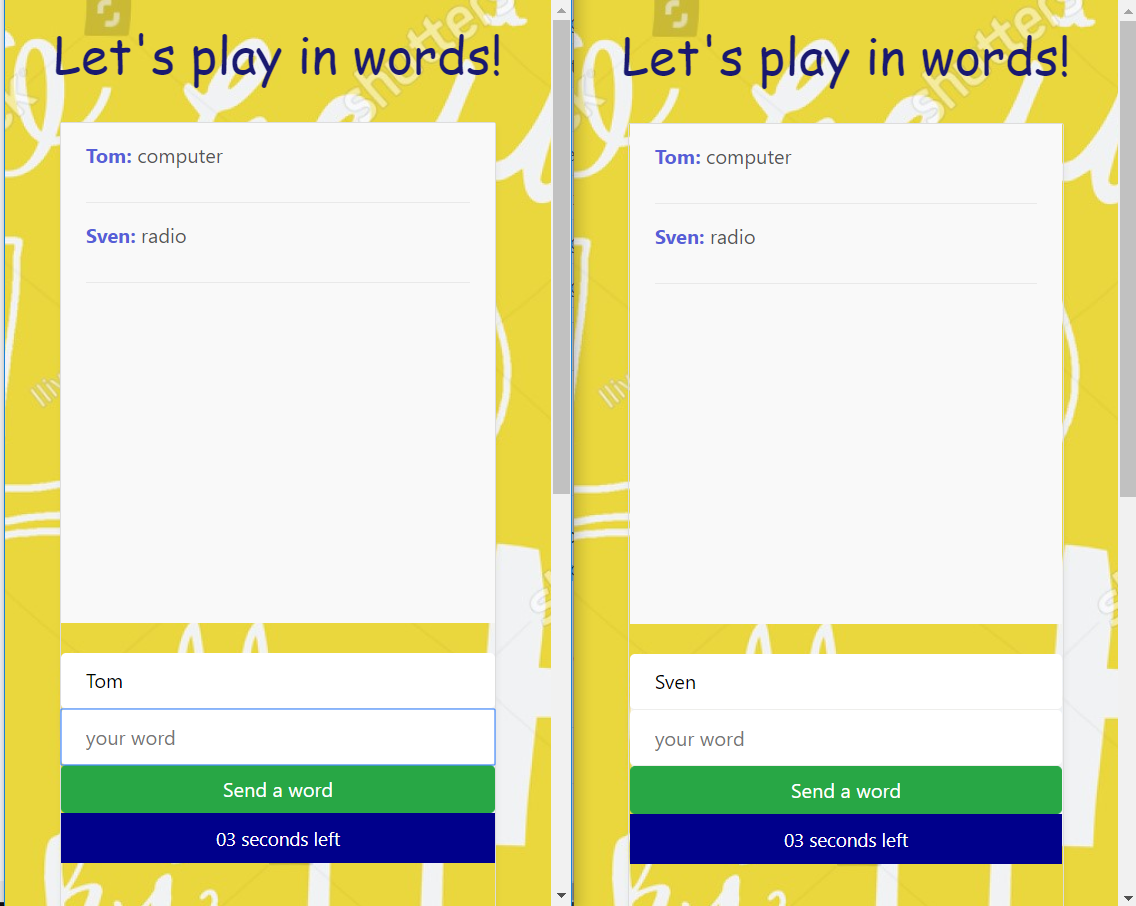 Let's play in words!
Tom: computer
Sven: radio
Tom
your word
Send a word
03 seconds left
Let's play in words!
Tom: computer
Sven: radio
Sven
your word
Send a word
03 seconds left